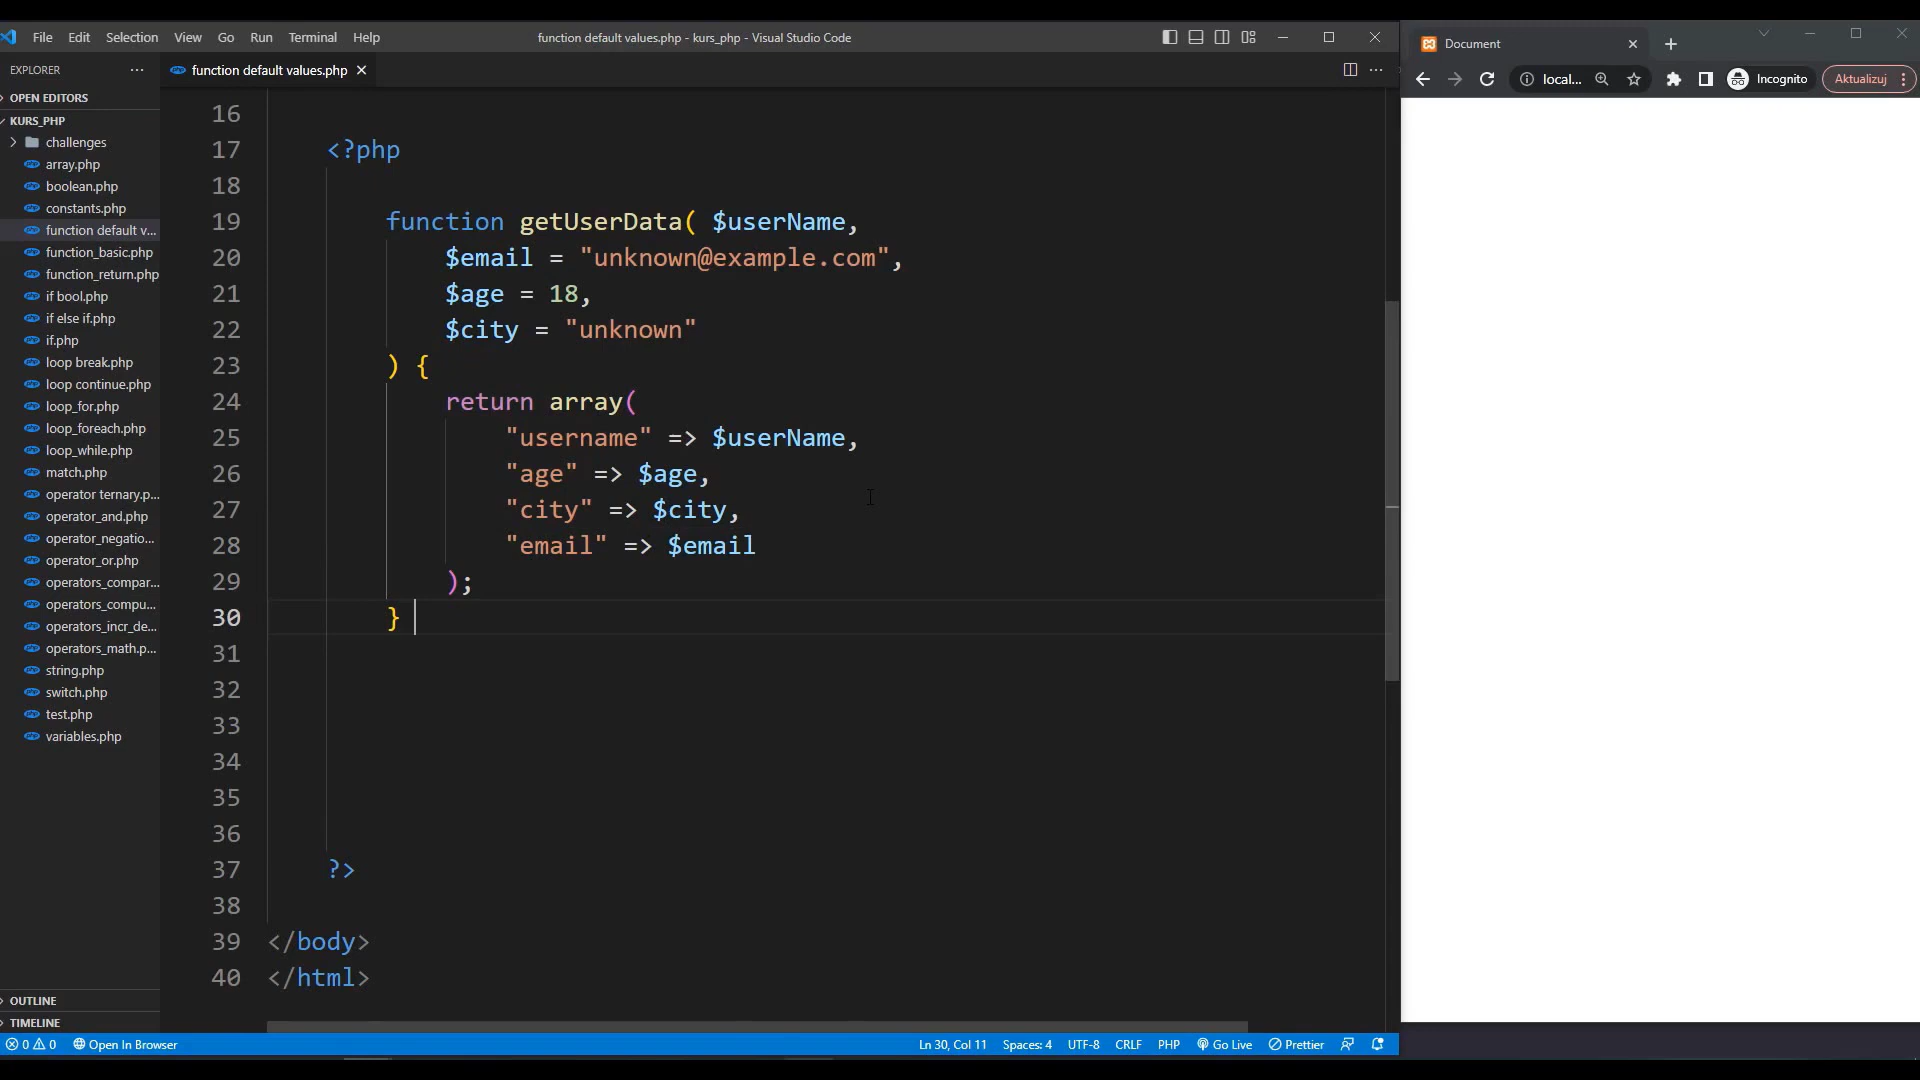 File Edit Selection View Go Run Terminal Help
function default values.php - kurs_php - Visual Studio Code
EXPLORER
OPEN EDITORS
KURS_PHP
challenges
array.php
boolean.php
constants.php
function default v...
function_basic.php
function_return.php
if bool.php
if else if.php
if.php
loop break.php
loop continue.php
loop_for.php
loop_foreach.php
loop_while.php
match.php
operator ternary.p...
operator_and.php
operator_negatio...
operator_or.php
operators_compar...
operators_compu...
operators_incr_de...
operators_math.p...
string.php
switch.php
test.php
variables.php
OUTLINE
TIMELINE
function default values.php
16
17 <?php
18
19 function getUserData( $userName,
20 $email = "unknown@example.com",
21 $age = 18,
22 $city = "unknown"
23 ) {
24 return array(
25 "username" => $userName,
26 "age" => $age,
27 "city" => $city,
28 "email" => $email
29 );
30 }
31
32
33
34
35
36
37 ?>
38
39 </body>
40 </html>
0 0 Open In Browser
Ln 30, Col 11 Spaces: 4 UTF-8 CRLF PHP Go Live Prettier
Document
local... Incognito Aktualizuj